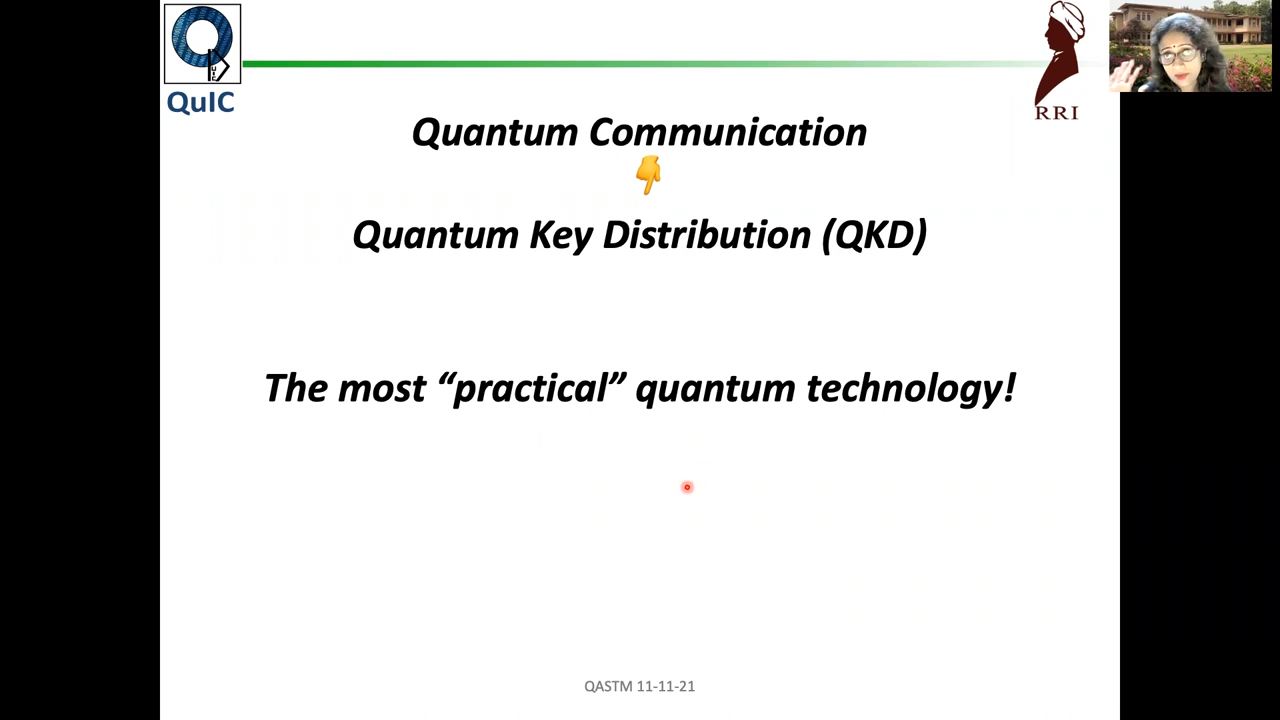 QuIC
RRI
Quantum Communication
Quantum Key Distribution (QKD)
The most “practical” quantum technology!
QASTM 11-11-21